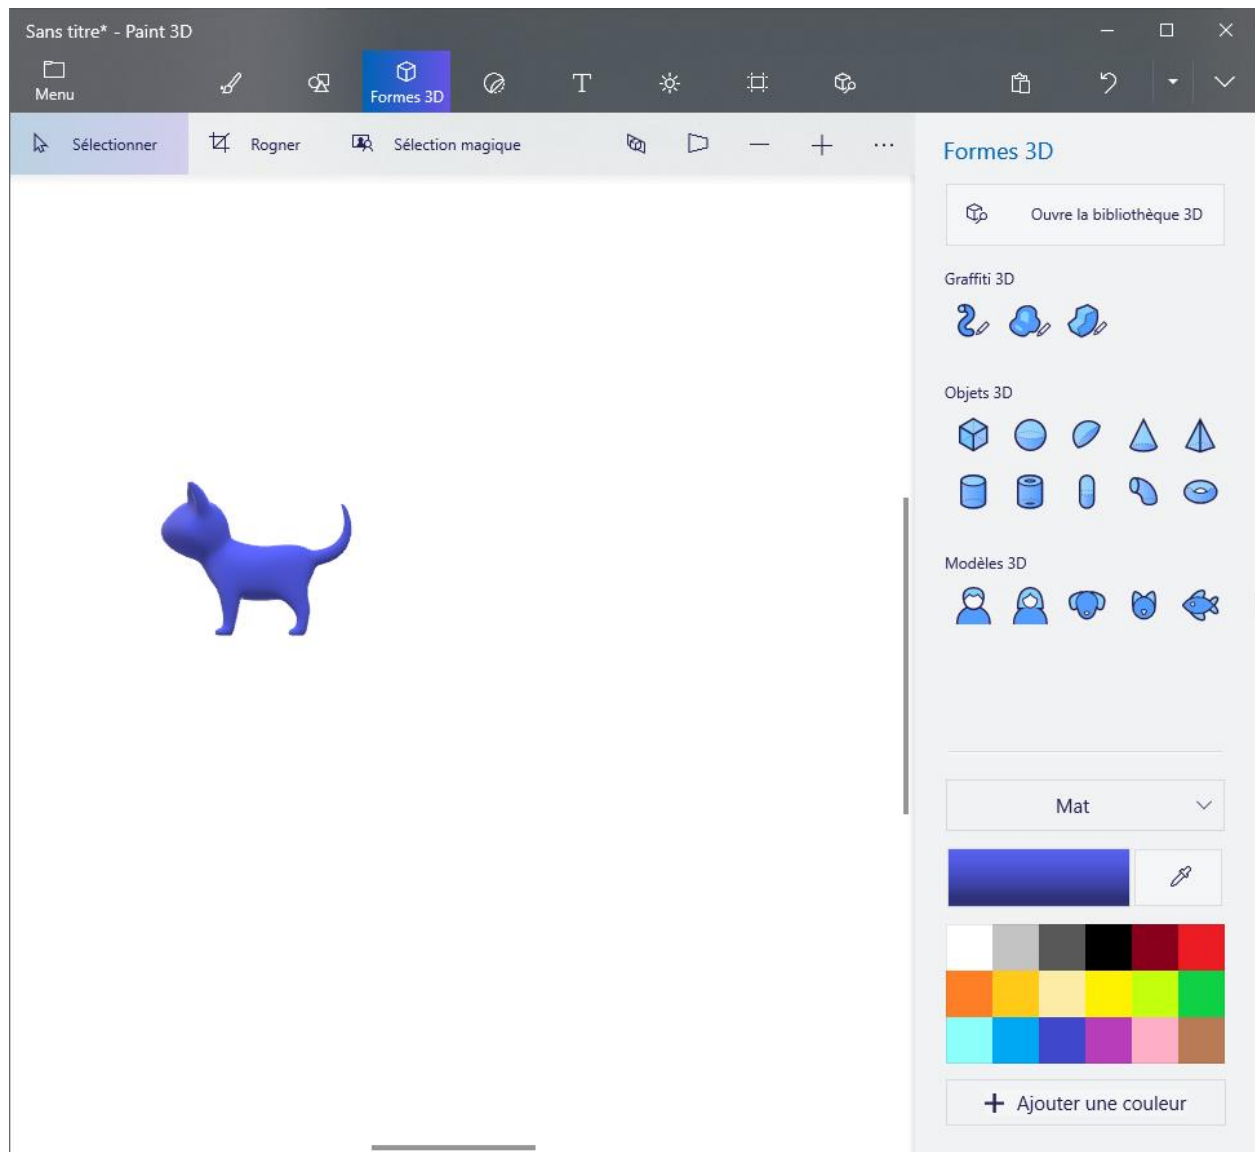 Sans titre* - Paint 3D
Menu
Formes 3D
T
Sélectionner
Rogner
Sélection magique
Formes 3D
Ouvre la bibliothèque 3D
Graffiti 3D
Objets 3D
Modèles 3D
Mat
Ajouter une couleur